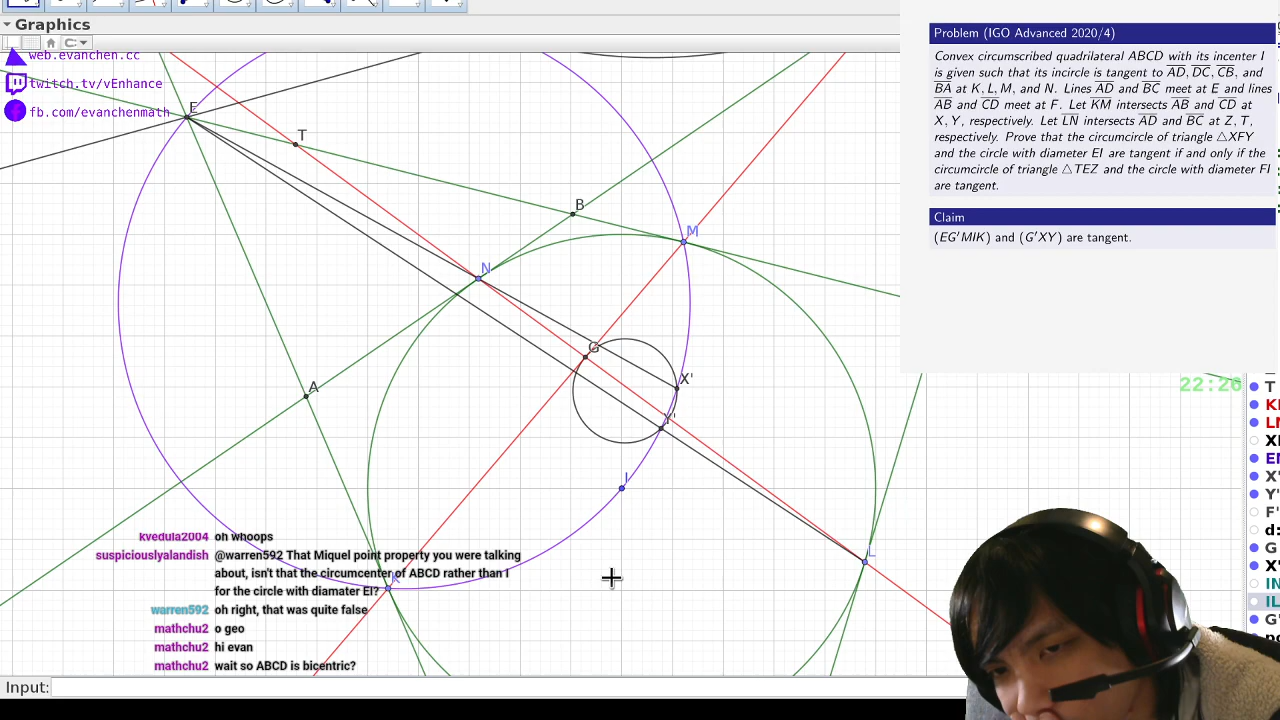 Graphics
web.evanchen.cc
twitch.tv/vEnhance
fb.com/evanchenmath
Problem (IGO Advanced 2020/4)
Convex circumscribed quadrilateral ABCD with its incenter I
is given such that its incircle is tangent to AD, DC, CB, and
BA at K, L, M, and N. Lines AD and BC meet at E and lines
AB and CD meet at F. Let KM intersects AB and CD at
X, Y, respectively. Let LN intersects AD and BC at Z, T,
respectively. Prove that the circumcircle of triangle △XFY
and the circle with diameter EI are tangent if and only if the
circumcircle of triangle △TEZ and the circle with diameter FI
are tangent.
Claim
(EG′MIK) and (G′XY) are tangent.
E
T
B
M
N
G
X'
A
Y'
I
L
K
22:26
T
X'
Y'
F'
d:
G
X'
IL
G'
kvedula2004 oh whoops
suspiciouslyalandish @warren592 That Miquel point property you were talking
about, isn't that the circumcenter of ABCD rather than I
for the circle with diamater EI?
warren592 oh right, that was quite false
mathchu2 o geo
mathchu2 hi evan
mathchu2 wait so ABCD is bicentric?
Input: